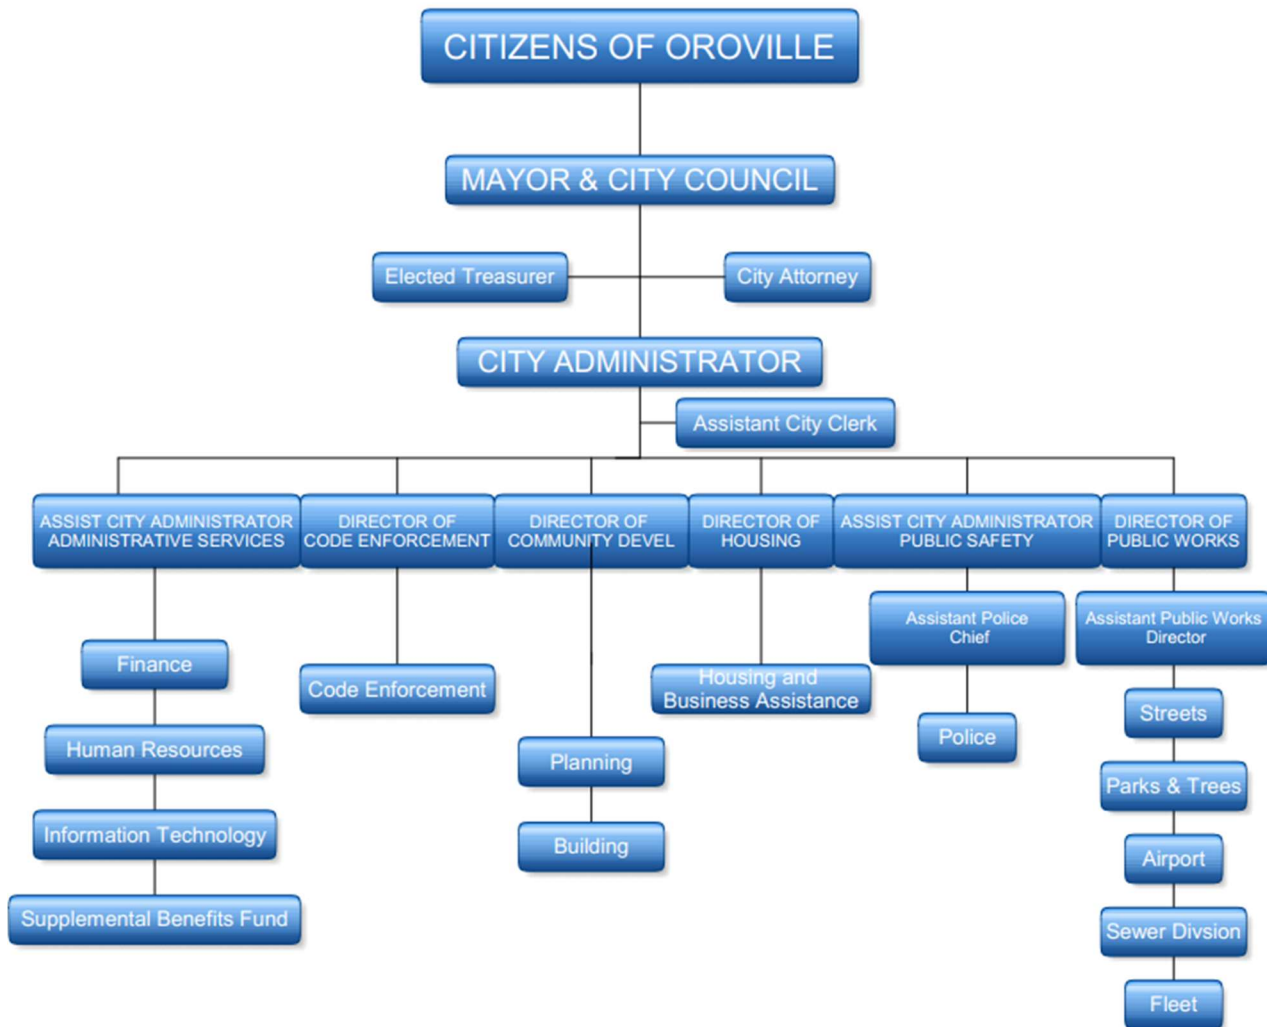 CITIZENS OF OROVILLE
MAYOR & CITY COUNCIL
Elected Treasurer
City Attorney
CITY ADMINISTRATOR
Assistant City Clerk
ASSIST CITY ADMINISTRATOR
ADMINISTRATIVE SERVICES
DIRECTOR OF
CODE ENFORCEMENT
DIRECTOR OF
COMMUNITY DEVEL
DIRECTOR OF
HOUSING
ASSIST CITY ADMINISTRATOR
PUBLIC SAFETY
DIRECTOR OF
PUBLIC WORKS
Finance
Human Resources
Information Technology
Supplemental Benefits Fund
Code Enforcement
Planning
Building
Housing and
Business Assistance
Assistant Police
Chief
Police
Assistant Public Works
Director
Streets
Parks & Trees
Airport
Sewer Divsion
Fleet